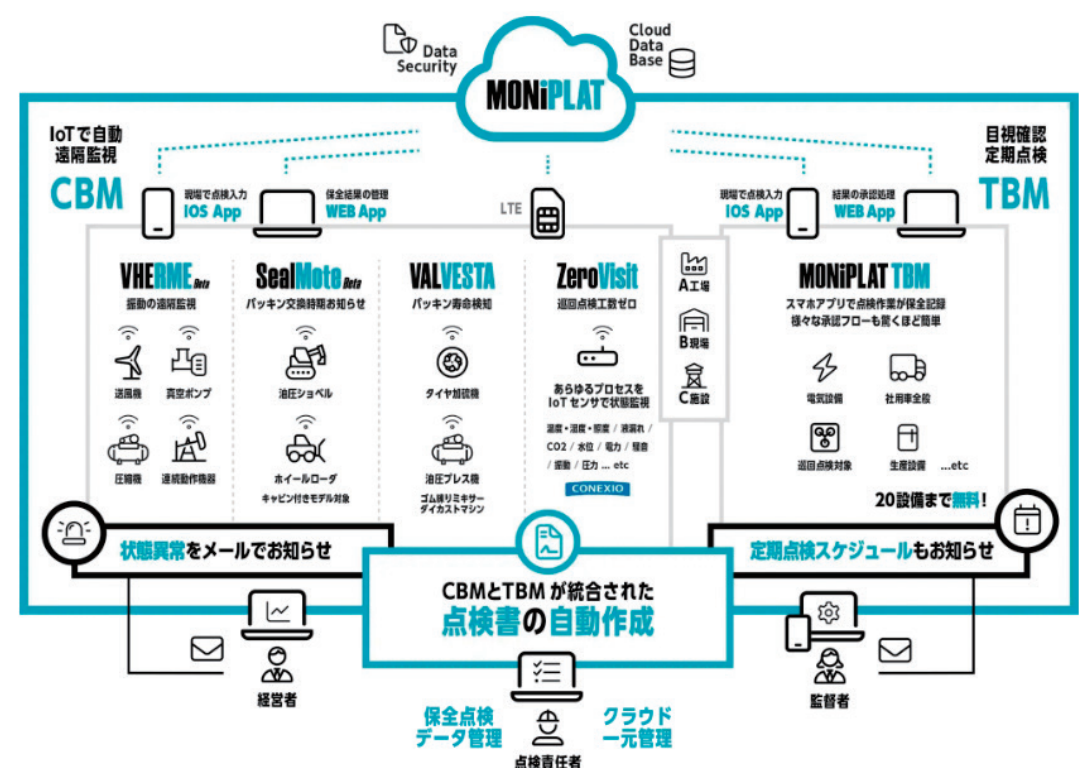 Data
Security
Cloud
Data
Base
MONiPLAT
IoTで自動
遠隔監視
CBM
現場で点検入力
IOS App
保全結果の管理
WEB App
LTE
目視確認
定期点検
TBM
現場で点検入力
IOS App
結果の承認処理
WEB App
VHERME Beta
振動の遠隔監視
送風機
真空ポンプ
圧縮機
連続動作機器
SealMote Beta
パッキン交換時期お知らせ
油圧ショベル
ホイールローダ
キャビン付きモデル対象
VALVESTA
パッキン寿命検知
タイヤ加硫機
油圧プレス機
ゴム練りミキサー
ダイカストマシン
ZeroVisit
巡回点検工数ゼロ
あらゆるプロセスを
IoTセンサで状態監視
温度・湿度・照度 / 液漏れ /
CO2 / 水位 / 電力 / 騒音
/ 振動 / 圧力 ... etc
CONEXIO
A工場
B現場
C施設
MONiPLAT TBM
スマホアプリで点検作業が保全記録
様々な承認フローも驚くほど簡単
電気設備
社用車全般
巡回点検対象
生産設備
...etc
20設備まで無料!
状態異常をメールでお知らせ
定期点検スケジュールもお知らせ
CBMとTBMが統合された
点検書の自動作成
経営者
監督者
保全点検
データ管理
クラウド
一元管理
点検責任者